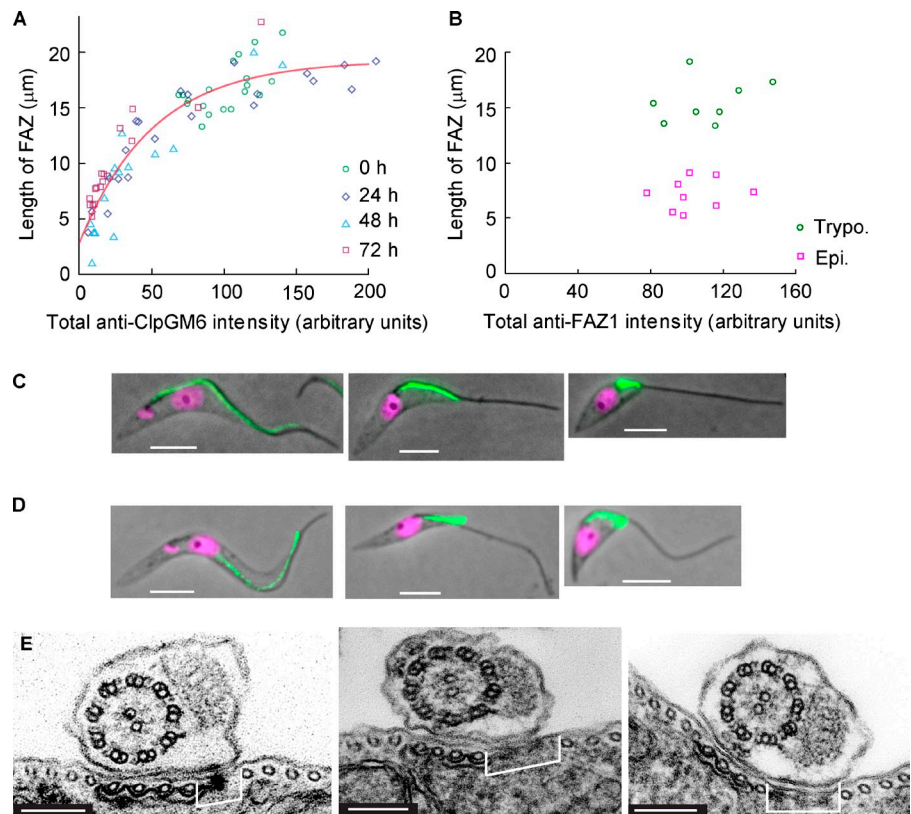 A
Length of FAZ (μm)
20
15
10
5
0
0 50 100 150 200
Total anti-ClpGM6 intensity (arbitrary units)
0 h
24 h
48 h
72 h
B
Length of FAZ (μm)
20
15
10
5
0
0 40 80 120 160
Total anti-FAZ1 intensity (arbitrary units)
Trypo.
Epi.
C
D
E